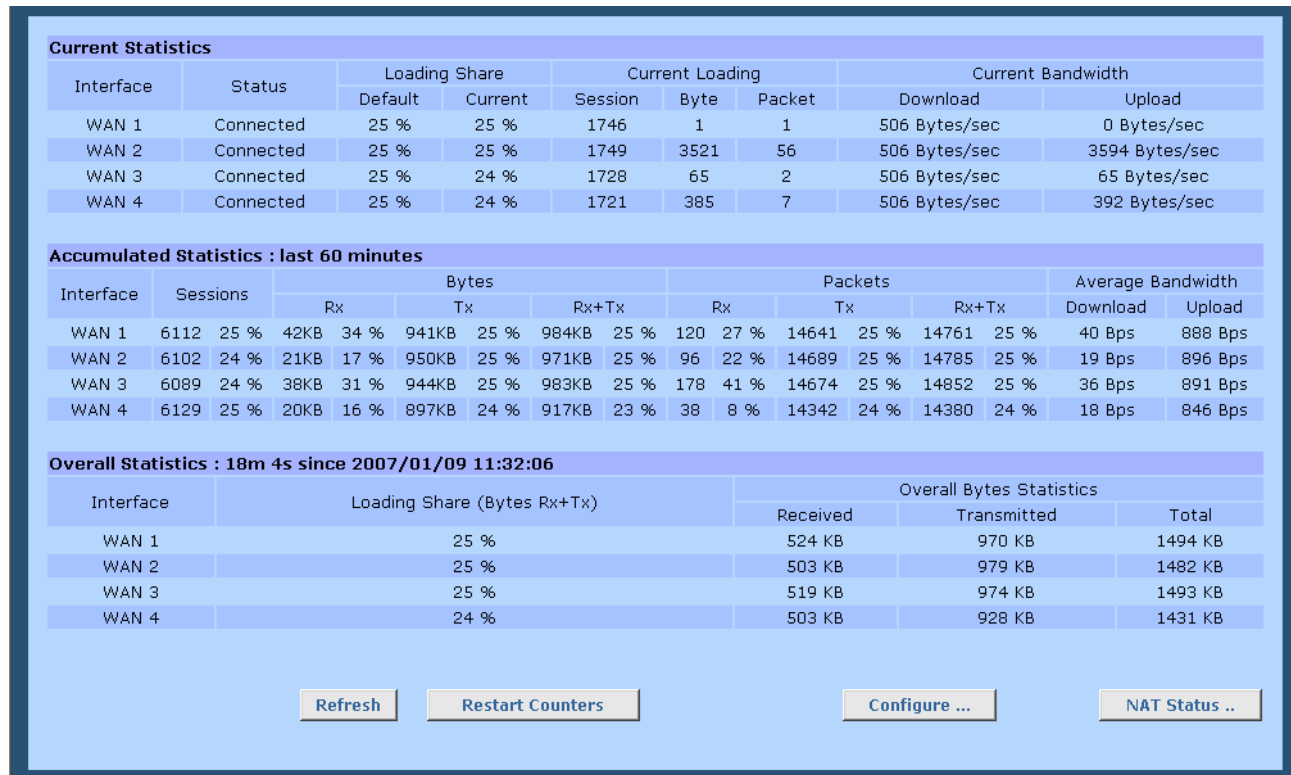 Current Statistics
Interface Status Loading Share Current Loading Current Bandwidth
Default Current Session Byte Packet Download Upload
WAN 1 Connected 25 % 25 % 1746 1 1 506 Bytes/sec 0 Bytes/sec
WAN 2 Connected 25 % 25 % 1749 3521 56 506 Bytes/sec 3594 Bytes/sec
WAN 3 Connected 25 % 24 % 1728 65 2 506 Bytes/sec 65 Bytes/sec
WAN 4 Connected 25 % 24 % 1721 385 7 506 Bytes/sec 392 Bytes/sec
Accumulated Statistics : last 60 minutes
Interface Sessions Bytes Packets Average Bandwidth
Rx Tx Rx+Tx Rx Tx Rx+Tx Download Upload
WAN 1 6112 25 % 42KB 34 % 941KB 25 % 984KB 25 % 120 27 % 14641 25 % 14761 25 % 40 Bps 888 Bps
WAN 2 6102 24 % 21KB 17 % 950KB 25 % 971KB 25 % 96 22 % 14689 25 % 14785 25 % 19 Bps 896 Bps
WAN 3 6089 24 % 38KB 31 % 944KB 25 % 983KB 25 % 178 41 % 14674 25 % 14852 25 % 36 Bps 891 Bps
WAN 4 6129 25 % 20KB 16 % 897KB 24 % 917KB 23 % 38 8 % 14342 24 % 14380 24 % 18 Bps 846 Bps
Overall Statistics : 18m 4s since 2007/01/09 11:32:06
Interface Loading Share (Bytes Rx+Tx) Overall Bytes Statistics
Received Transmitted Total
WAN 1 25 % 524 KB 970 KB 1494 KB
WAN 2 25 % 503 KB 979 KB 1482 KB
WAN 3 25 % 519 KB 974 KB 1493 KB
WAN 4 24 % 503 KB 928 KB 1431 KB
Refresh Restart Counters Configure ... NAT Status ..